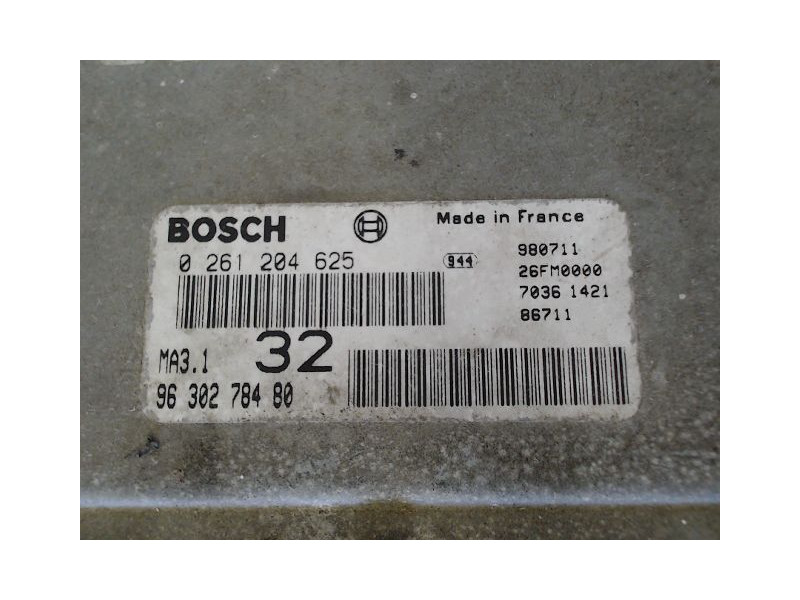 BOSCH
Made in France
0 261 204 625
944
980711
26FM0000
7036 1421
86711
MA3.1
32
96 302 784 80